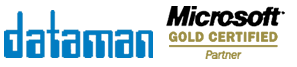 dataman
Microsoft
GOLD CERTIFIED
Partner